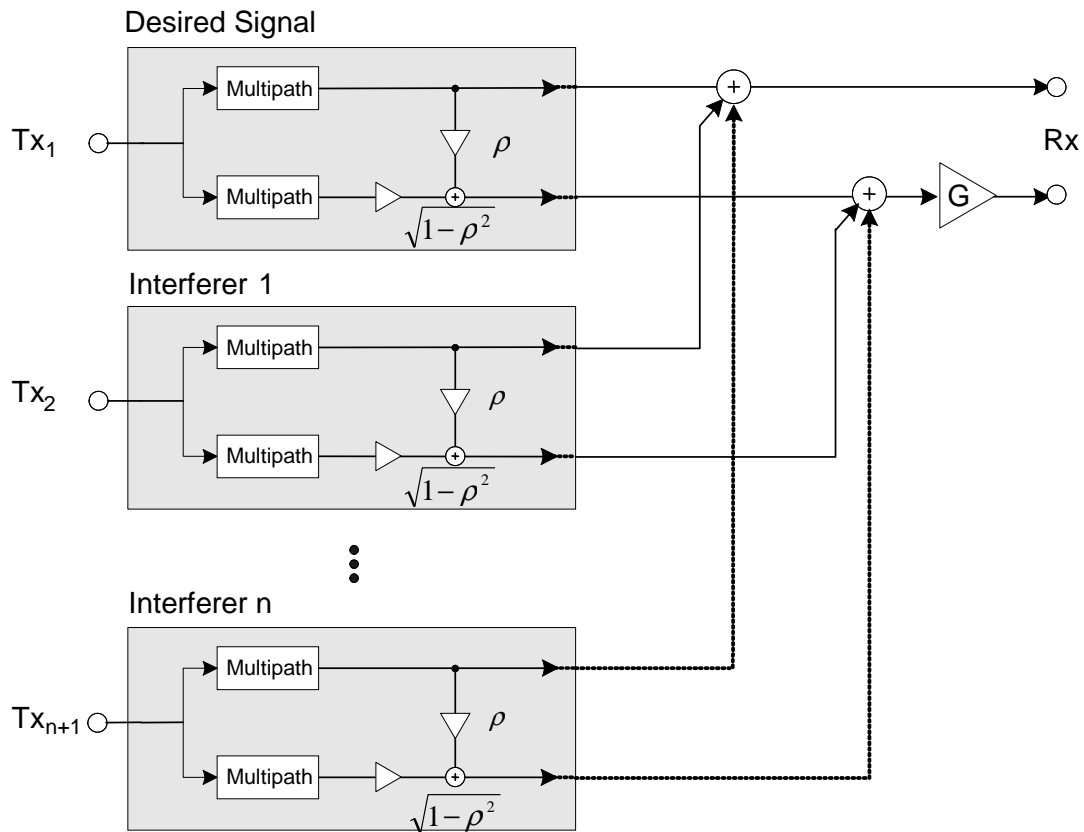 Desired Signal
Tx1
Multipath
ρ
Multipath
√1−ρ²
+
+
+
G
Rx
Interferer 1
Tx2
Multipath
ρ
Multipath
+
√1−ρ²
Interferer n
Txn+1
Multipath
ρ
Multipath
+
√1−ρ²